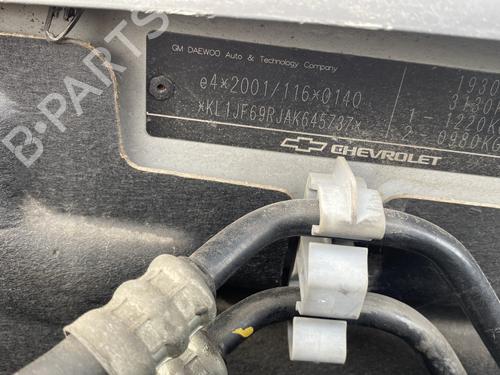 GM DAEWOO Auto & Technology Company
e4*2001/116*0140
*KL1JF69RJAK645737*
1930
3130
1 1220K
2 0980KG
CHEVROLET
B-PARTS